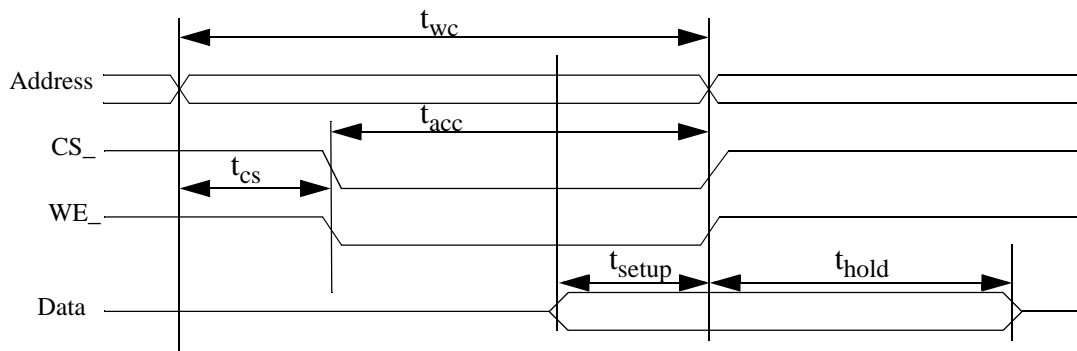 t_wc
Address
t_acc
CS_
t_cs
WE_
t_setup t_hold
Data